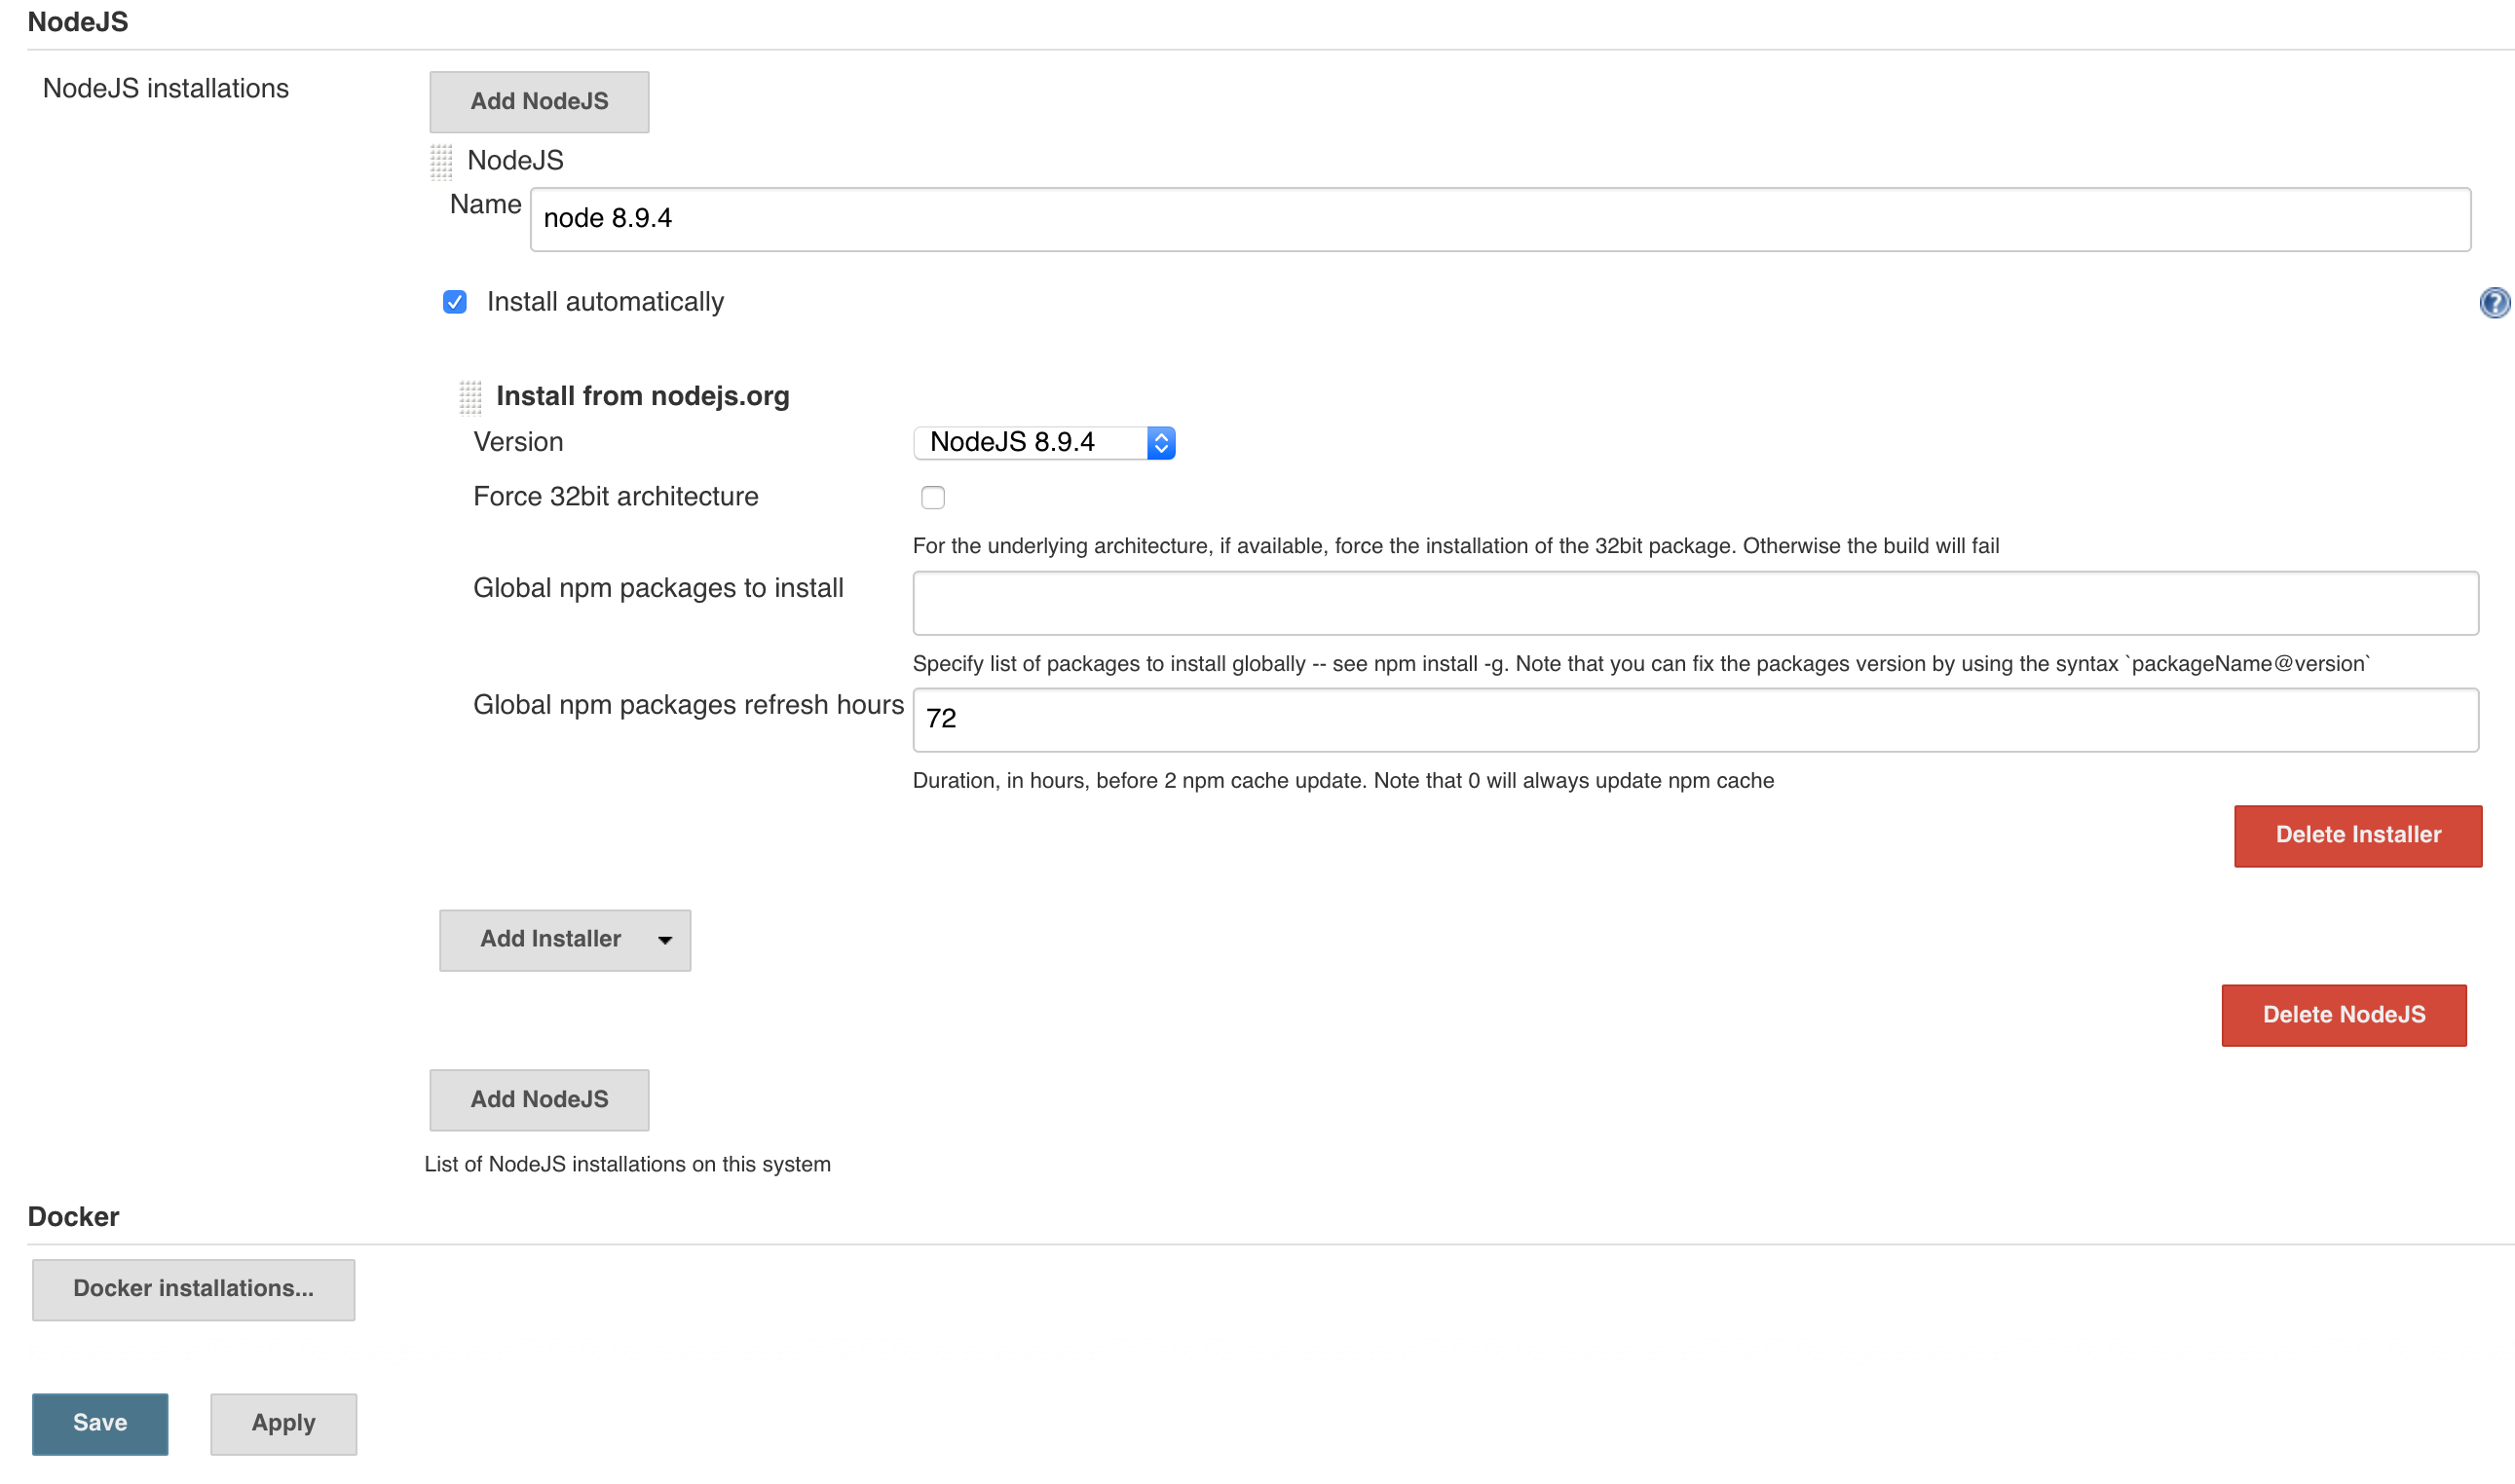 NodeJS
NodeJS installations
Add NodeJS
NodeJS
Name
node 8.9.4
Install automatically
?
Install from nodejs.org
Version
NodeJS 8.9.4
Force 32bit architecture
For the underlying architecture, if available, force the installation of the 32bit package. Otherwise the build will fail
Global npm packages to install
Specify list of packages to install globally -- see npm install -g. Note that you can fix the packages version by using the syntax `packageName@version`
Global npm packages refresh hours
72
Duration, in hours, before 2 npm cache update. Note that 0 will always update npm cache
Delete Installer
Add Installer
Delete NodeJS
Add NodeJS
List of NodeJS installations on this system
Docker
Docker installations...
Save
Apply